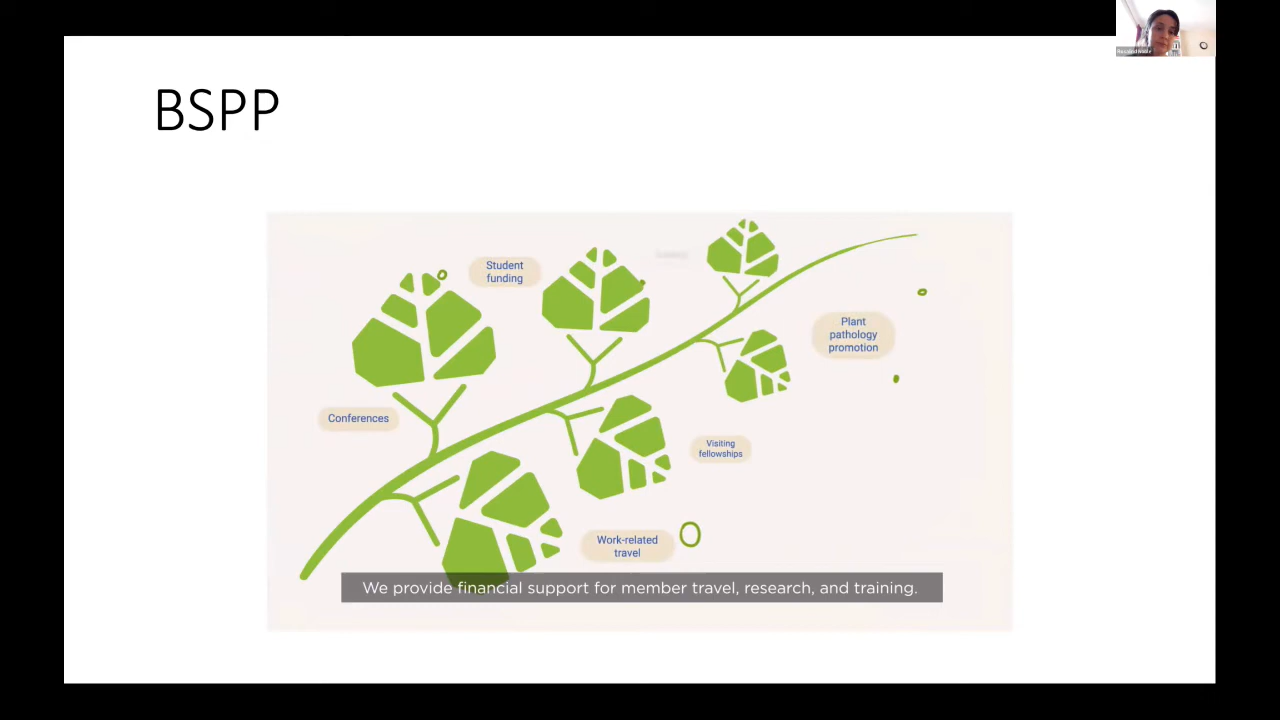 BSPP
Student
funding
Plant
pathology
promotion
Conferences
Visiting
fellowships
Work-related
travel
We provide financial support for member travel, research, and training.